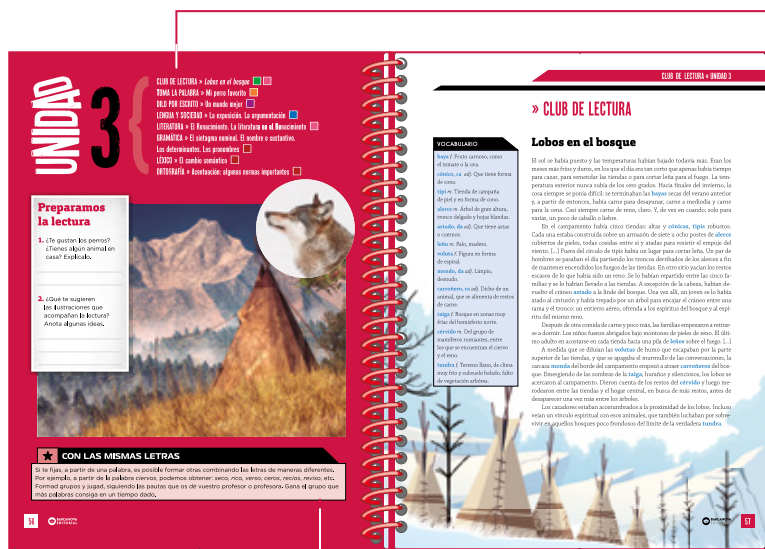 UNIDAD
3
CLUB DE LECTURA » Lobos en el bosque
TOMA LA PALABRA » Mi perro favorito
DILO POR ESCRITO » Un mundo mejor
LENGUA Y SOCIEDAD » La exposición. La argumentación
LITERATURA » El Renacimiento. La literatura en el Renacimiento
GRAMÁTICA » El sintagma nominal. El nombre o sustantivo.
Los determinantes. Los pronombres
LÉXICO » El cambio semántico
ORTOGRAFÍA » Acentuación: algunas normas importantes
Preparamos
la lectura
1. ¿Te gustan los perros?
¿Tienes algún animal en
casa? Explícalo.
2. ¿Qué te sugieren
las ilustraciones que
acompañan la lectura?
Anota algunas ideas.
CON LAS MISMAS LETRAS
Si te fijas, a partir de una palabra, es posible formar otras combinando las letras de maneras diferentes.
Por ejemplo, a partir de la palabra ciervos, podemos obtener: seco, rico, verso, ceros, recios, reviso, etc.
Formad grupos y jugad, siguiendo las pautas que os dé vuestro profesor o profesora. Gana el grupo que
más palabras consiga en un tiempo dado.
56
BARCANOVA
EDITORIAL
CLUB DE LECTURA « UNIDAD 3
» CLUB DE LECTURA
VOCABULARIO
baya f. Fruto carnoso, como
el tomate o la uva.
cónico, ca adj. Que tiene forma
de cono.
tipi m. Tienda de campaña
de piel y en forma de cono.
alerce m. Árbol de gran altura,
tronco delgado y hojas blandas.
astado, da adj. Que tiene astas
o cuernos.
leño m. Palo, madero.
voluta f. Figura en forma
de espiral.
mondo, da adj. Limpio,
desnudo.
carroñero, ra adj. Dicho de un
animal, que se alimenta de restos
de carne.
taiga f. Bosque en zonas muy
frías del hemisferio norte.
cérvido m. Del grupo de
mamíferos rumiantes, entre
los que se encuentran el ciervo
y el reno.
tundra f. Terreno llano, de clima
muy frío y subsuelo helado, falto
de vegetación arbórea.
Lobos en el bosque
El sol se había puesto y las temperaturas habían bajado todavía más. Eran los
meses más fríos y duros, en los que el día era tan corto que apenas había tiempo
para cazar, para remendar las tiendas o para cortar leña para el fuego. La tem-
peratura exterior nunca subía de los cero grados. Hacia finales del invierno, la
cosa siempre se ponía difícil: se terminaban las bayas secas del verano anterior
y, a partir de entonces, había carne para desayunar, carne a mediodía y carne
para la cena. Casi siempre carne de reno, claro. Y, de vez en cuando, solo para
variar, un poco de caballo o liebre.
En el campamento había cinco tiendas: altas y cónicas, tipis robustos.
Cada una estaba construida sobre un armazón de siete u ocho postes de alerce
cubiertos de pieles, todas cosidas entre sí y atadas para resistir el empuje del
viento. [...] Fuera del círculo de tipis había un lugar para cortar leña. Un par de
hombres se pasaban el día partiendo los troncos derribados de los alerces a fin
de mantener encendidos los fuegos de las tiendas. En otro sitio yacían los restos
escasos de lo que había sido un reno. Se lo habían repartido entre las cinco fa-
milias y se lo habían llevado a las tiendas. A excepción de la cabeza, habían de-
vuelto el cráneo astado a la linde del bosque. Una vez allí, un joven se lo había
atado al cinturón y había trepado por un árbol para encajar el cráneo entre una
rama y el tronco: un entierro aéreo, ofrenda a los espíritus del bosque y al espí-
ritu del mismo reno.
Después de otra comida de carne y poco más, las familias empezaron a retirar-
se a dormir. Los niños fueron abrigados bajo montones de pieles de reno. El últi-
mo adulto en acostarse en cada tienda hacía una pila de leños sobre el fuego. [...]
A medida que se diluían las volutas de humo que escapaban por la parte
superior de las tiendas, y que se apagaba el murmullo de las conversaciones, la
carcasa monda del borde del campamento empezó a atraer carroñeros del bos-
que. Emergiendo de las sombras de la taiga, huraños y silenciosos, los lobos se
acercaron al campamento. Dieron cuenta de los restos del cérvido y luego me-
rodearon entre las tiendas y el hogar central, en busca de más restos, antes de
desaparecer una vez más entre los árboles.
Los cazadores estaban acostumbrados a la proximidad de los lobos. Incluso
veían un vínculo espiritual con esos animales, que también luchaban por sobre-
vivir en aquellos bosques poco frondosos del límite de la verdadera tundra.
BARCANOVA
EDITORIAL
57